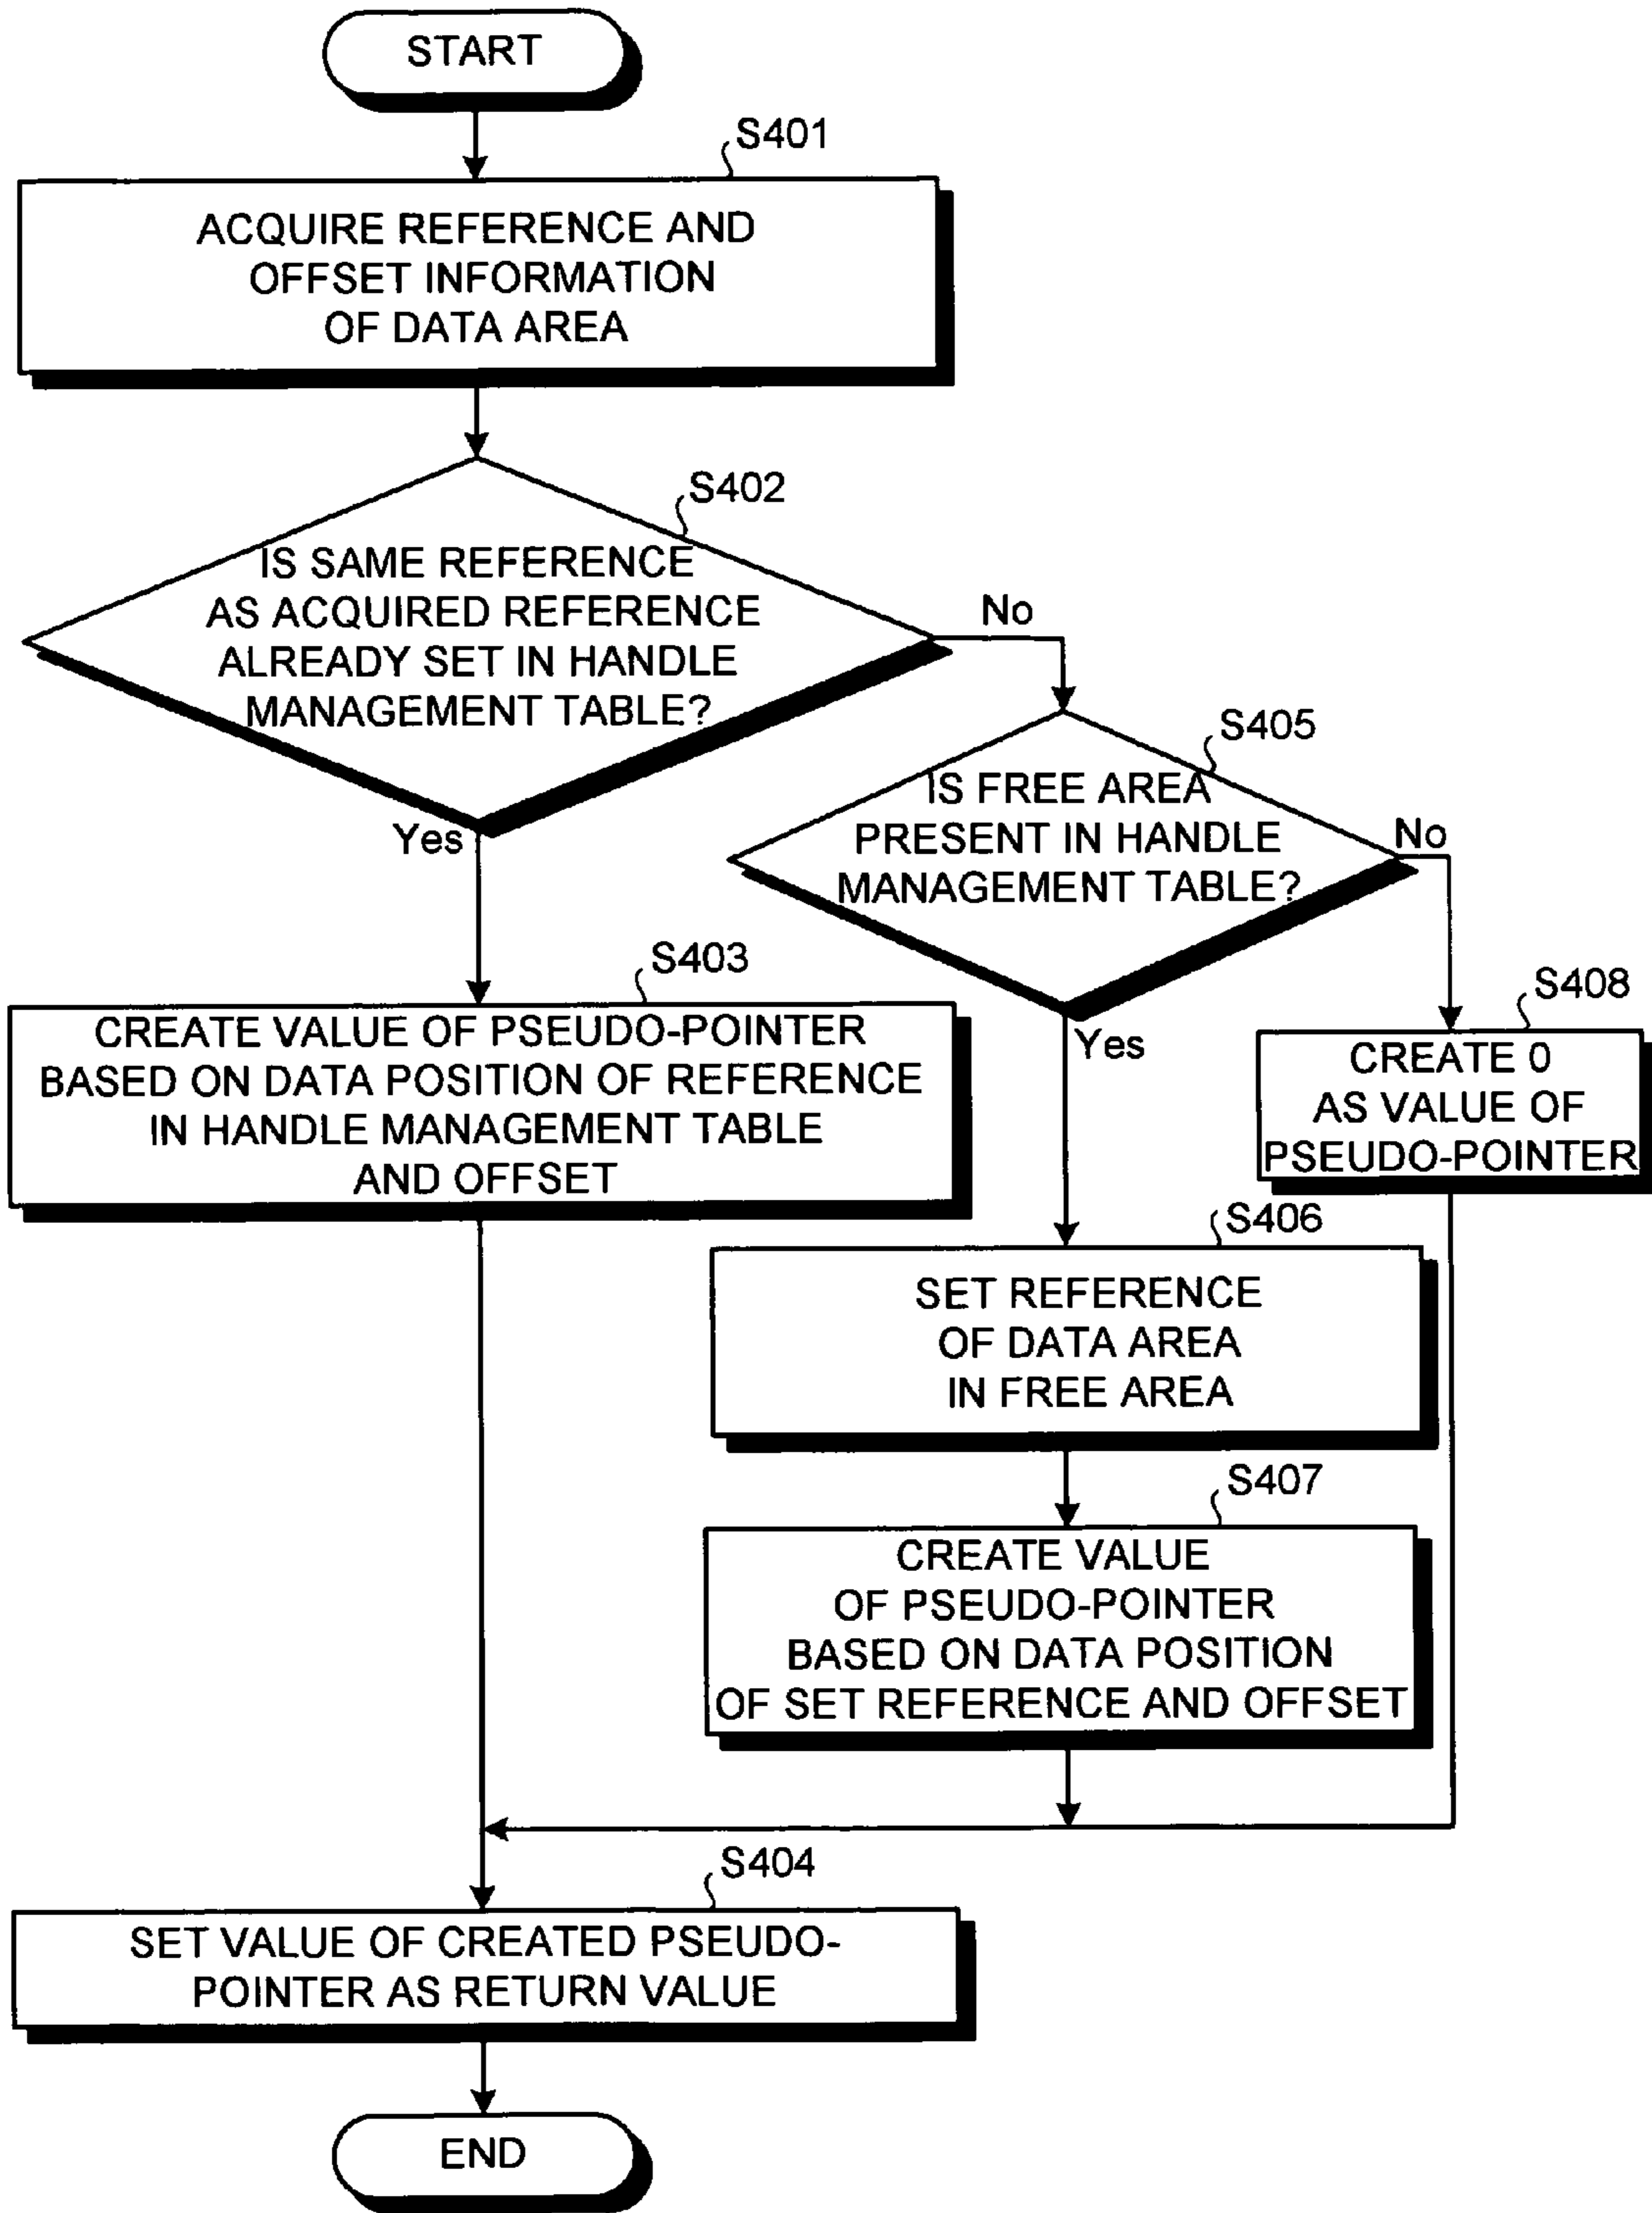 START
S401
ACQUIRE REFERENCE AND
OFFSET INFORMATION
OF DATA AREA
S402
IS SAME REFERENCE
AS ACQUIRED REFERENCE
ALREADY SET IN HANDLE
MANAGEMENT TABLE?
No
Yes
S405
IS FREE AREA
PRESENT IN HANDLE
MANAGEMENT TABLE?
No
Yes
S403
CREATE VALUE OF PSEUDO-POINTER
BASED ON DATA POSITION OF REFERENCE
IN HANDLE MANAGEMENT TABLE
AND OFFSET
S408
CREATE 0
AS VALUE OF
PSEUDO-POINTER
S406
SET REFERENCE
OF DATA AREA
IN FREE AREA
S407
CREATE VALUE
OF PSEUDO-POINTER
BASED ON DATA POSITION
OF SET REFERENCE AND OFFSET
S404
SET VALUE OF CREATED PSEUDO-
POINTER AS RETURN VALUE
END